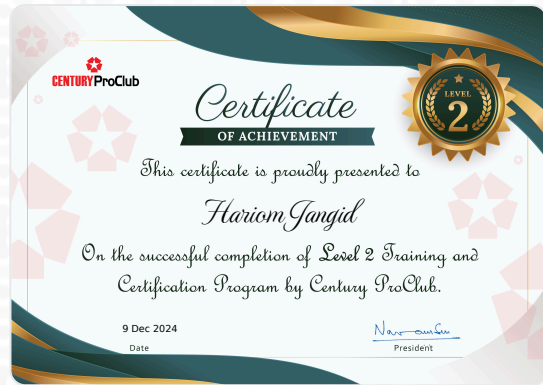 CENTURY ProClub
Certificate
OF ACHIEVEMENT
LEVEL
2
This certificate is proudly presented to
Hariom Jangid
On the successful completion of Level 2 Training and
Certification Program by Century ProClub.
9 Dec 2024
Date
President